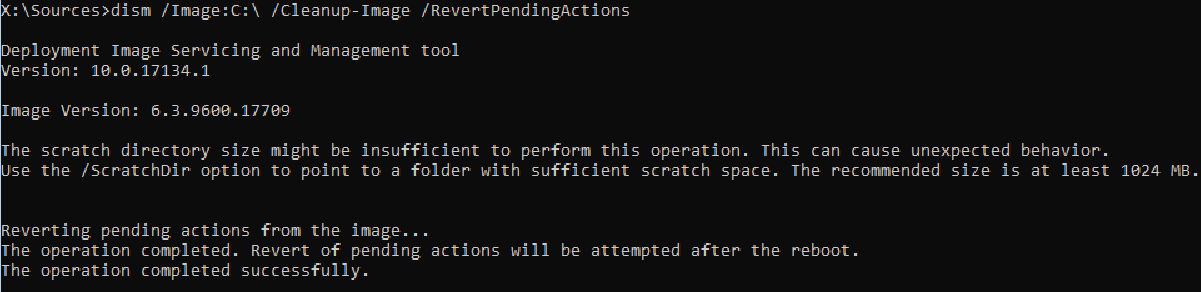 X:\Sources>dism /Image:C:\ /Cleanup-Image /RevertPendingActions
Deployment Image Servicing and Management tool
Version: 10.0.17134.1
Image Version: 6.3.9600.17709
The scratch directory size might be insufficient to perform this operation. This can cause unexpected behavior.
Use the /ScratchDir option to point to a folder with sufficient scratch space. The recommended size is at least 1024 MB.
Reverting pending actions from the image...
The operation completed. Revert of pending actions will be attempted after the reboot.
The operation completed successfully.